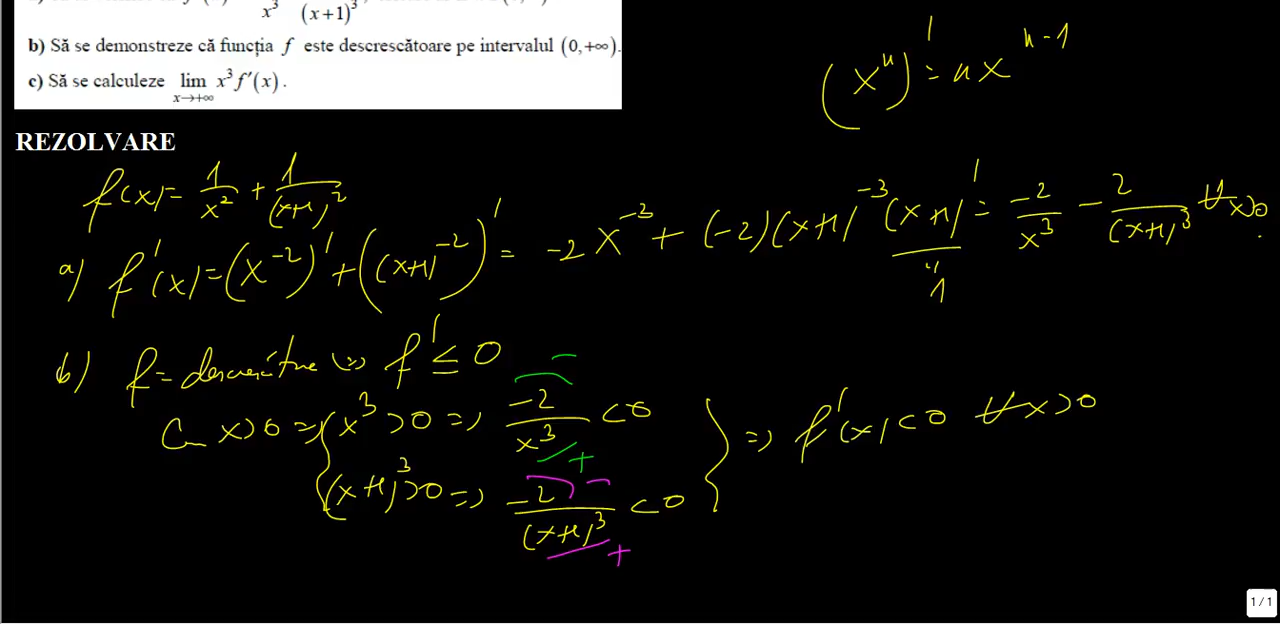 x³ (x+1)³
b) Să se demonstreze că funcția f este descrescătoare pe intervalul (0,+∞).
c) Să se calculeze lim x→+∞ x³ f′(x).
(xⁿ)' = n x^(n-1)
REZOLVARE
f(x) = 1/x² + 1/(x+1)²
a) f'(x) = (x^-2)' + ((x+1)^-2)' = -2x^-3 + (-2)(x+1)^-3 (x+1)' = -2/x³ - 2/(x+1)³ ∀x>0
"
1
b) f = descrescătoare (=) f' ≤ 0
Cum x>0 => { x³>0 => -2/x³ <0 - +
(x+1)³>0 => -2/(x+1)³ <0 } => f'(x)<0 ∀x>0 - +
1 / 1